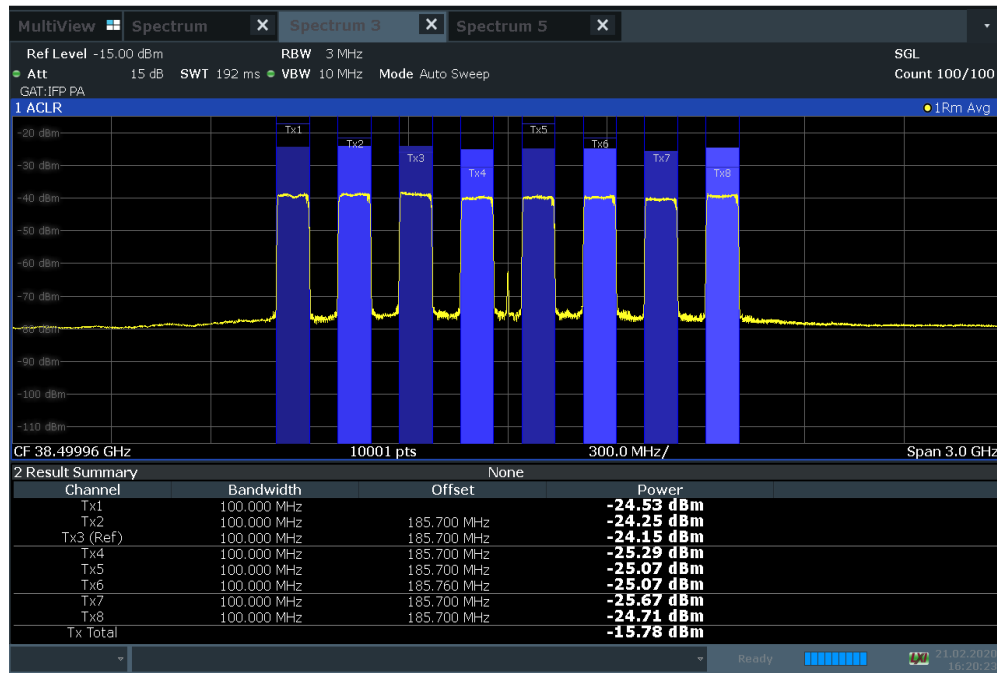 MultiView Spectrum X Spectrum 3 X Spectrum 5 X
Ref Level -15.00 dBm RBW 3 MHz SGL
Att 15 dB SWT 192 ms VBW 10 MHz Mode Auto Sweep Count 100/100
GAT:IFP PA
1 ACLR 1Rm Avg
-20 dBm
Tx1 Tx5
Tx2 Tx6
Tx3 Tx7
-30 dBm
Tx4 Tx8
-40 dBm
-50 dBm
-60 dBm
-70 dBm
-80 dBm
-90 dBm
-100 dBm
-110 dBm
CF 38.49996 GHz 10001 pts 300.0 MHz/ Span 3.0 GHz
2 Result Summary None
Channel Bandwidth Offset Power
Tx1 100.000 MHz -24.53 dBm
Tx2 100.000 MHz 185.700 MHz -24.25 dBm
Tx3 (Ref) 100.000 MHz 185.700 MHz -24.15 dBm
Tx4 100.000 MHz 185.700 MHz -25.29 dBm
Tx5 100.000 MHz 185.700 MHz -25.07 dBm
Tx6 100.000 MHz 185.760 MHz -25.07 dBm
Tx7 100.000 MHz 185.700 MHz -25.67 dBm
Tx8 100.000 MHz 185.700 MHz -24.71 dBm
Tx Total -15.78 dBm
Ready LXI 21.02.2020
16:20:23